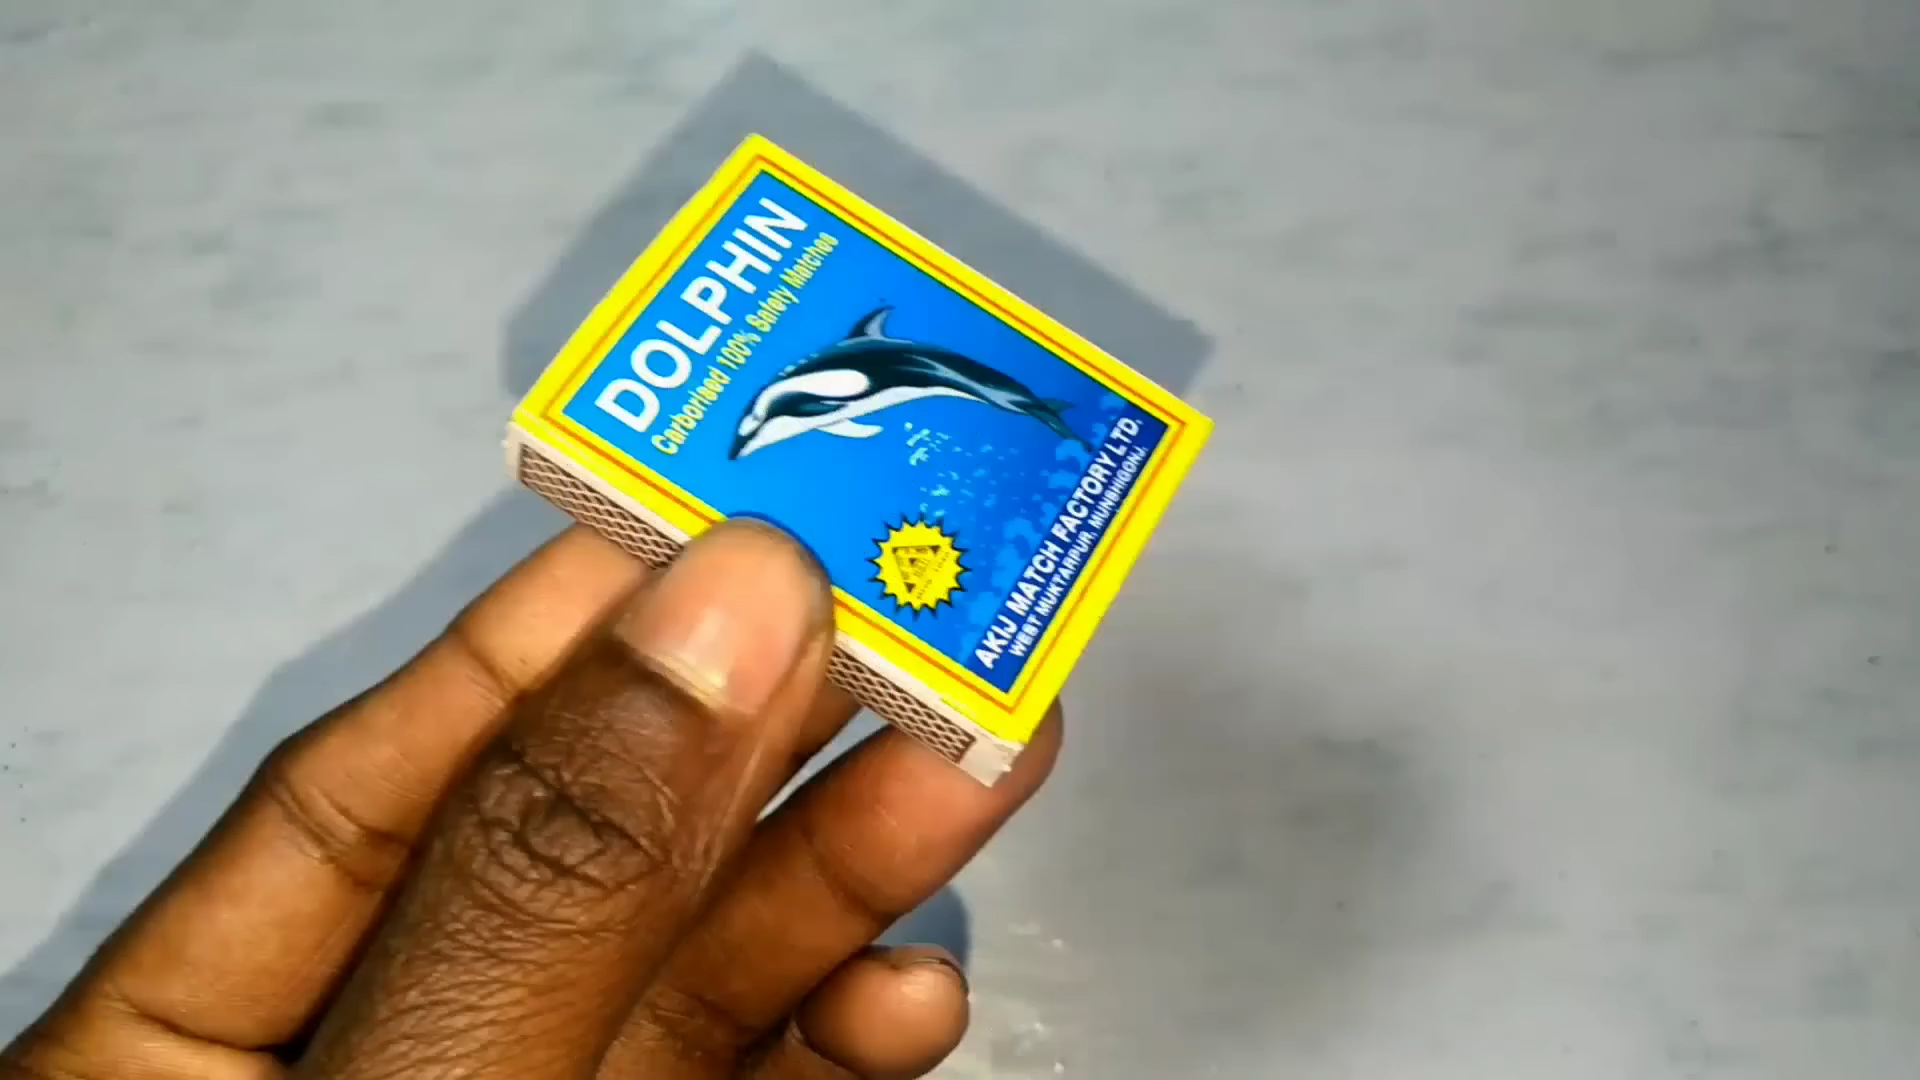 DOLPHIN
Carborised 100% Safety Matches
AKIJ MATCH FACTORY LTD.
WEST MUKTARPUR, MUNSHIGONJ.